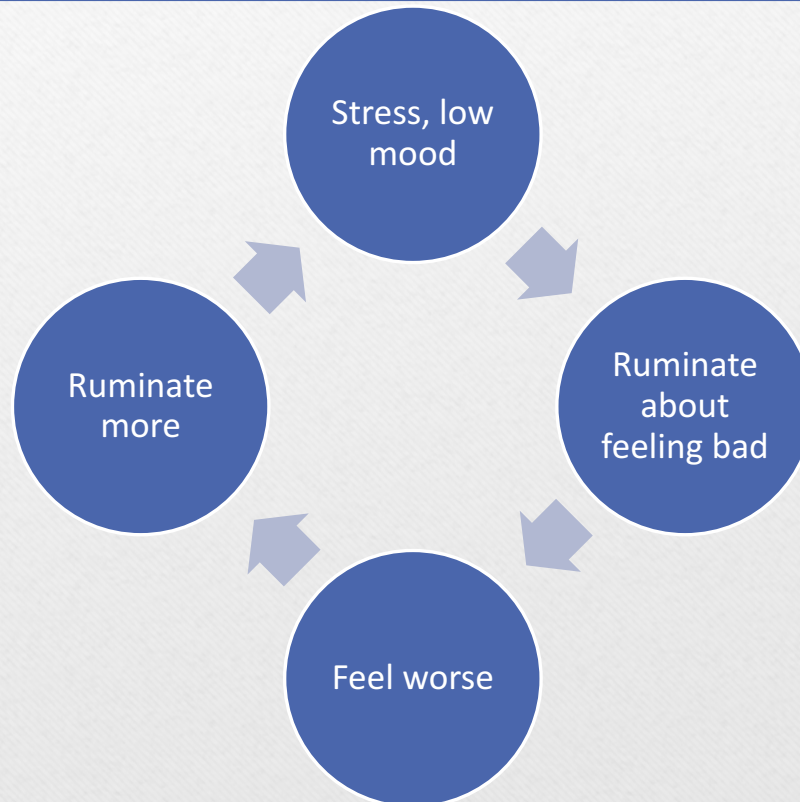 Stress, low
mood
Ruminate
about
feeling bad
Feel worse
Ruminate
more